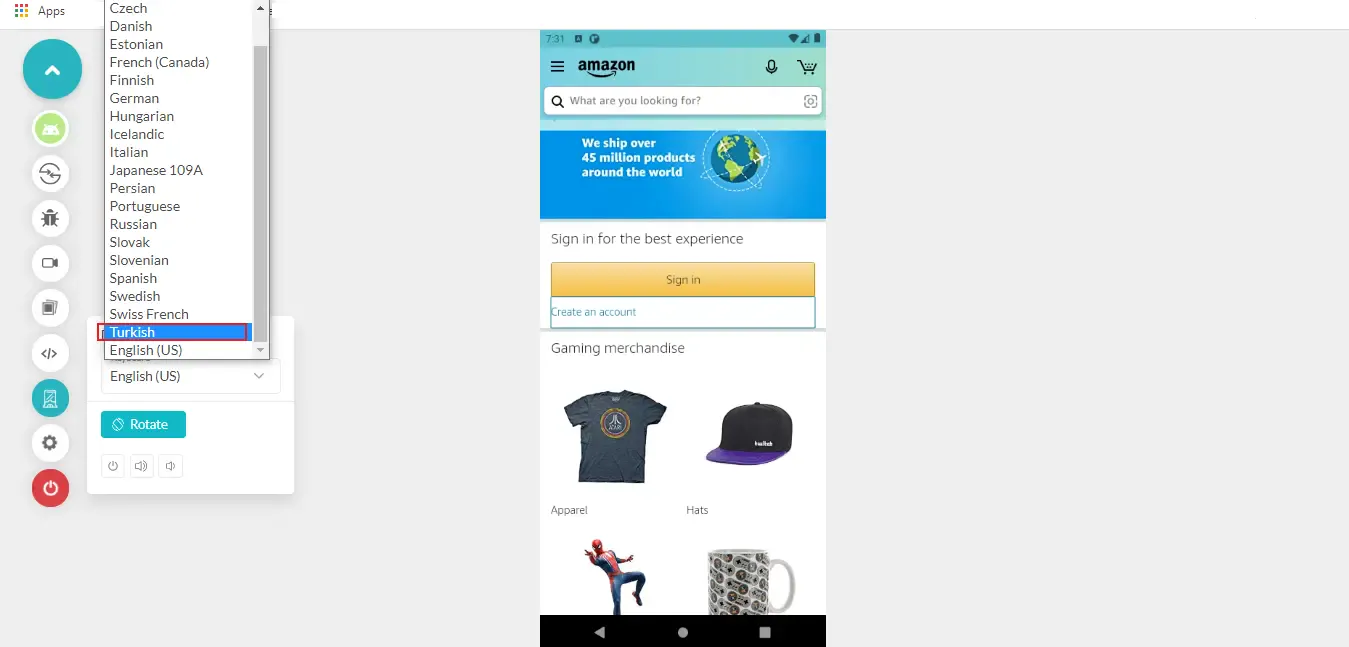 Apps
Czech
Danish
Estonian
French (Canada)
Finnish
German
Hungarian
Icelandic
Italian
Japanese 109A
Persian
Portuguese
Russian
Slovak
Slovenian
Spanish
Swedish
Swiss French
Turkish
English (US)
English (US)
Rotate
7:31
amazon
What are you looking for?
We ship over
45 million products
around the world
Sign in for the best experience
Sign in
Create an account
Gaming merchandise
ATARI
Apparel
Hats